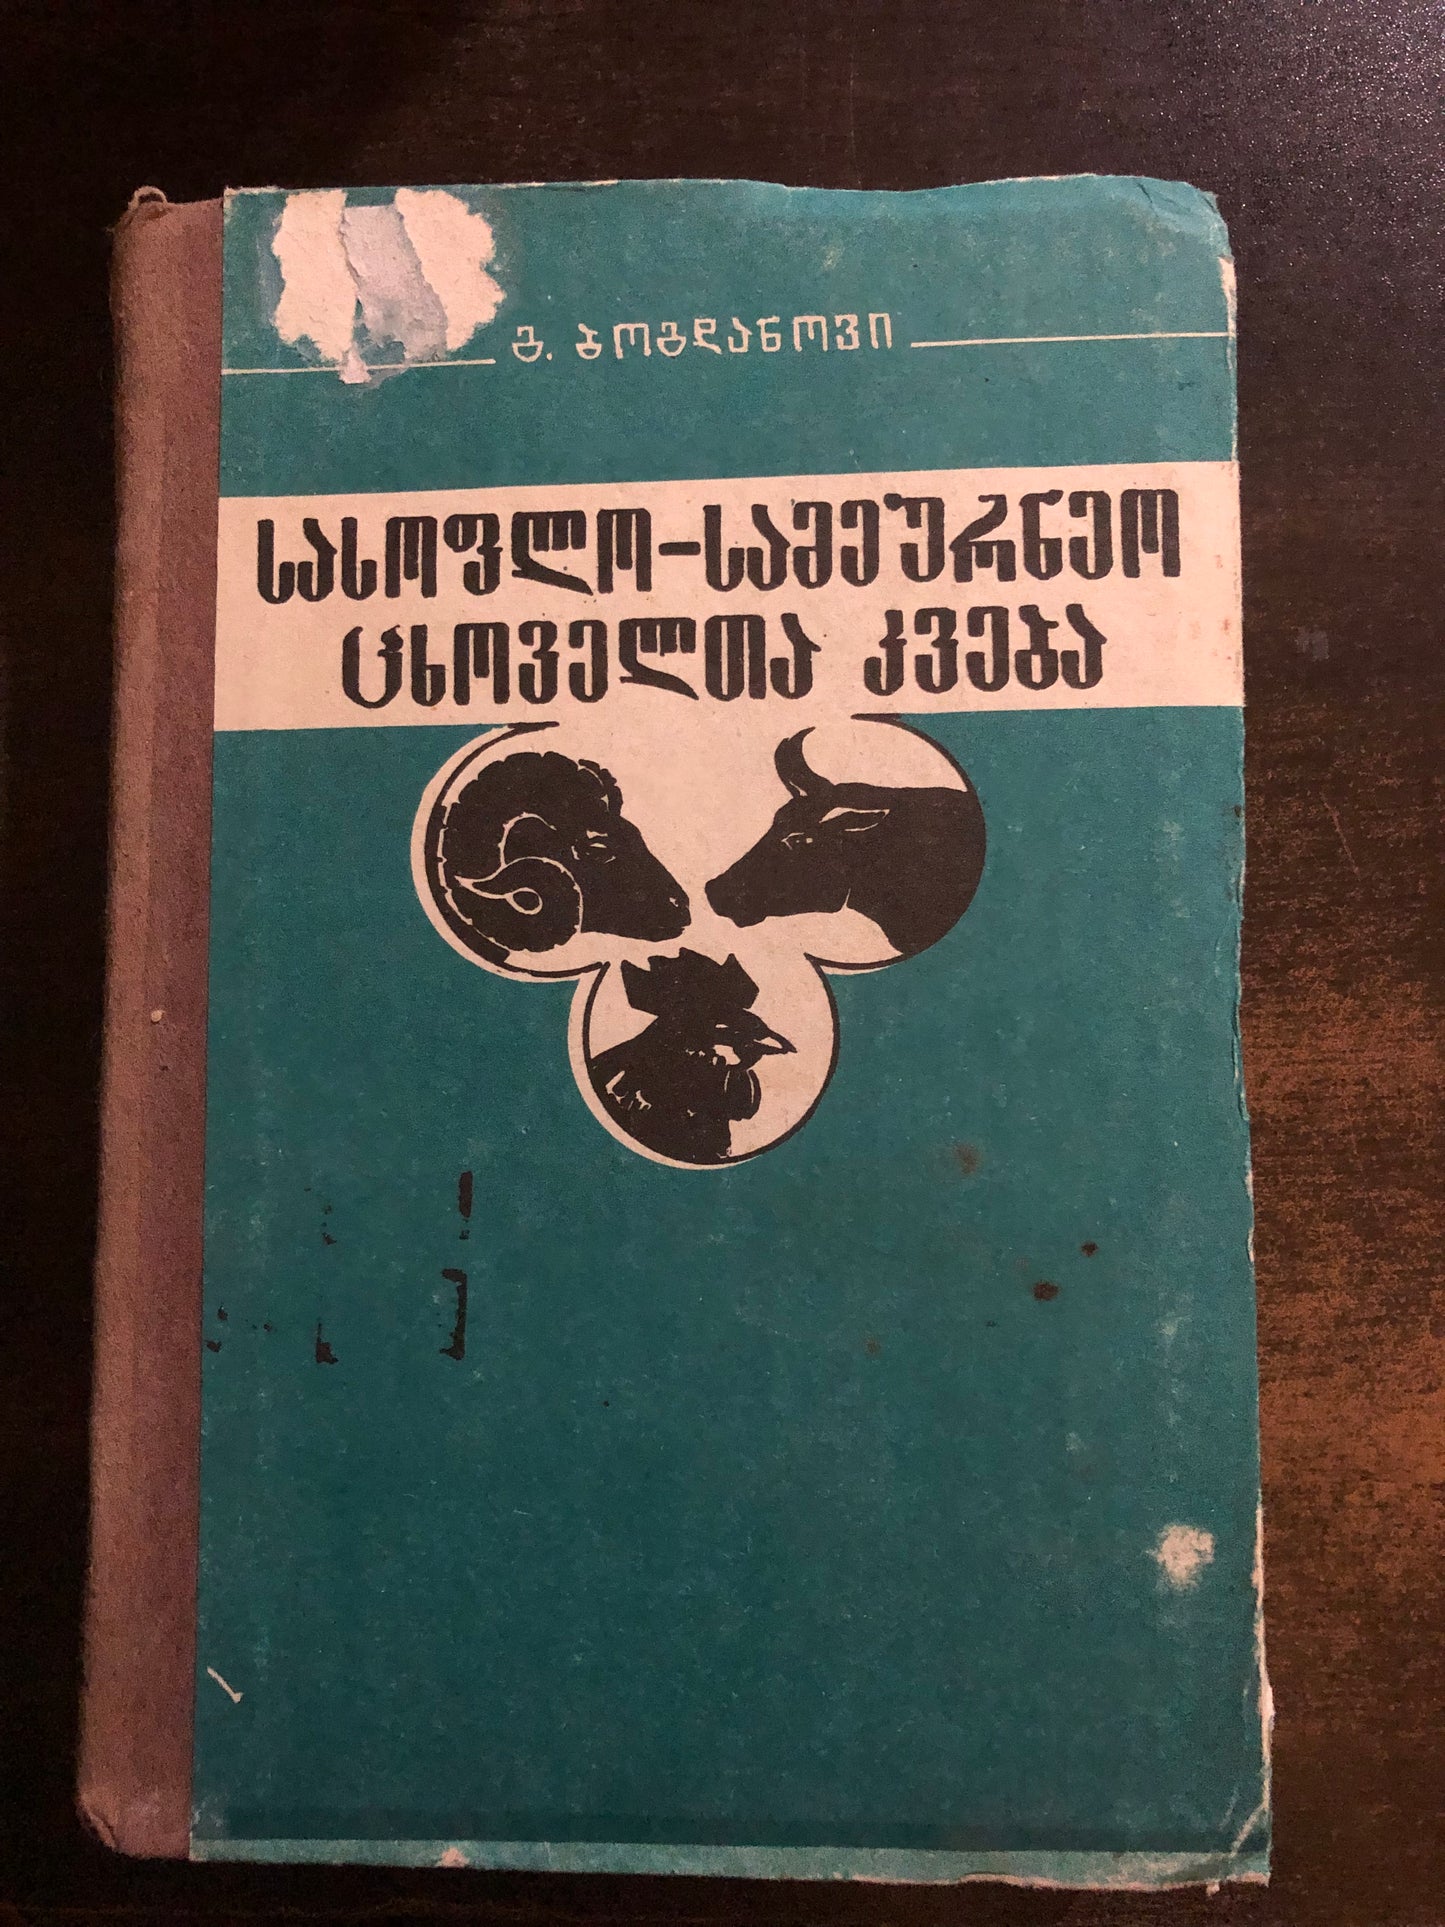 გ. ბოგდანოვი
სასოფლო-სამეურნეო
ცხოველთა კვება